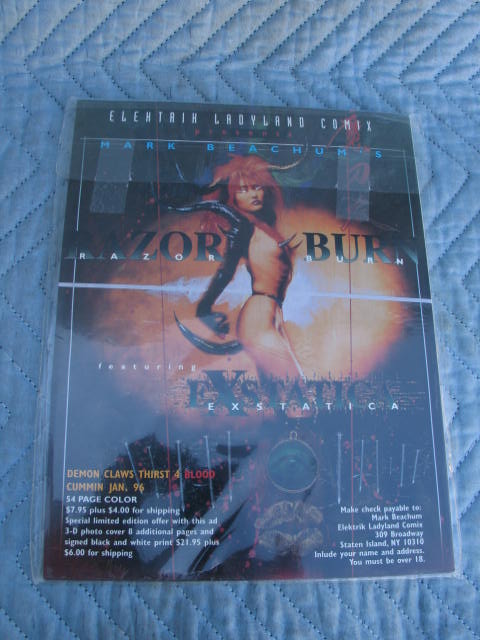 ELEKTRIK LADYLAND COMIX
presents
MARK BEACHUM'S
RAZOR BURN
RAZOR BURN
featuring
EXSTATICA
EXSTATICA
DEMON CLAWS THIRST 4 BLOOD
CUMMIN JAN. 96
54 PAGE COLOR
$7.95 plus $4.00 for shipping
Special limited edition offer with this ad
3-D photo cover 8 additional pages and
signed black and white print $21.95 plus
$6.00 for shipping
Make check payable to:
Mark Beachum
Elektrik Ladyland Comix
309 Broadway
Staten Island, NY 10310
Inlude your name and address.
You must be over 18.